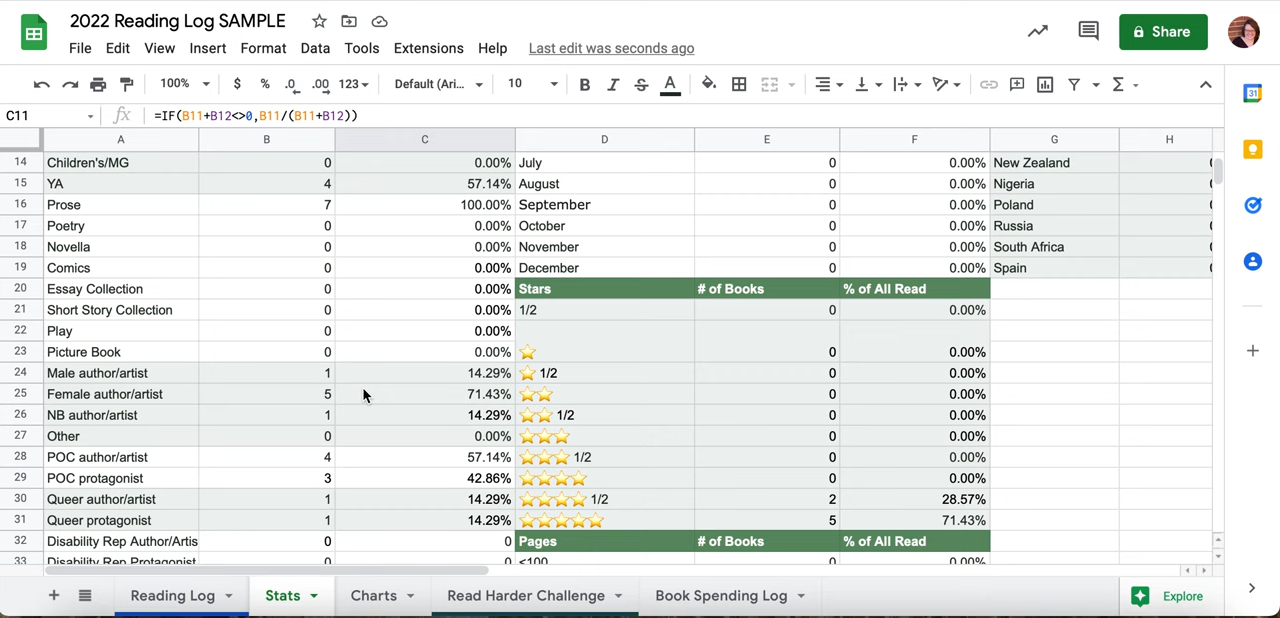 2022 Reading Log SAMPLE
File Edit View Insert Format Data Tools Extensions Help Last edit was seconds ago
Share
100% $ % .0 .00 123 Default (Ari... 10 B I S A Σ
31
C11 fx =IF(B11+B12<>0,B11/(B11+B12))
A B C D E F G H
14 Children's/MG 0 0.00% July 0 0.00% New Zealand
15 YA 4 57.14% August 0 0.00% Nigeria
16 Prose 7 100.00% September 0 0.00% Poland
17 Poetry 0 0.00% October 0 0.00% Russia
18 Novella 0 0.00% November 0 0.00% South Africa
19 Comics 0 0.00% December 0 0.00% Spain
20 Essay Collection 0 0.00% Stars # of Books % of All Read
21 Short Story Collection 0 0.00% 1/2 0 0.00%
22 Play 0 0.00%
23 Picture Book 0 0.00% ⭐ 0 0.00%
24 Male author/artist 1 14.29% ⭐ 1/2 0 0.00%
25 Female author/artist 5 71.43% ⭐⭐ 0 0.00%
26 NB author/artist 1 14.29% ⭐⭐ 1/2 0 0.00%
27 Other 0 0.00% ⭐⭐⭐ 0 0.00%
28 POC author/artist 4 57.14% ⭐⭐⭐ 1/2 0 0.00%
29 POC protagonist 3 42.86% ⭐⭐⭐⭐ 0 0.00%
30 Queer author/artist 1 14.29% ⭐⭐⭐⭐ 1/2 2 28.57%
31 Queer protagonist 1 14.29% ⭐⭐⭐⭐⭐ 5 71.43%
32 Disability Rep Author/Artis 0 0 Pages # of Books % of All Read
33 Disability Rep Protagonist 0 0 <100 0 0.00%
Reading Log Stats Charts Read Harder Challenge Book Spending Log Explore